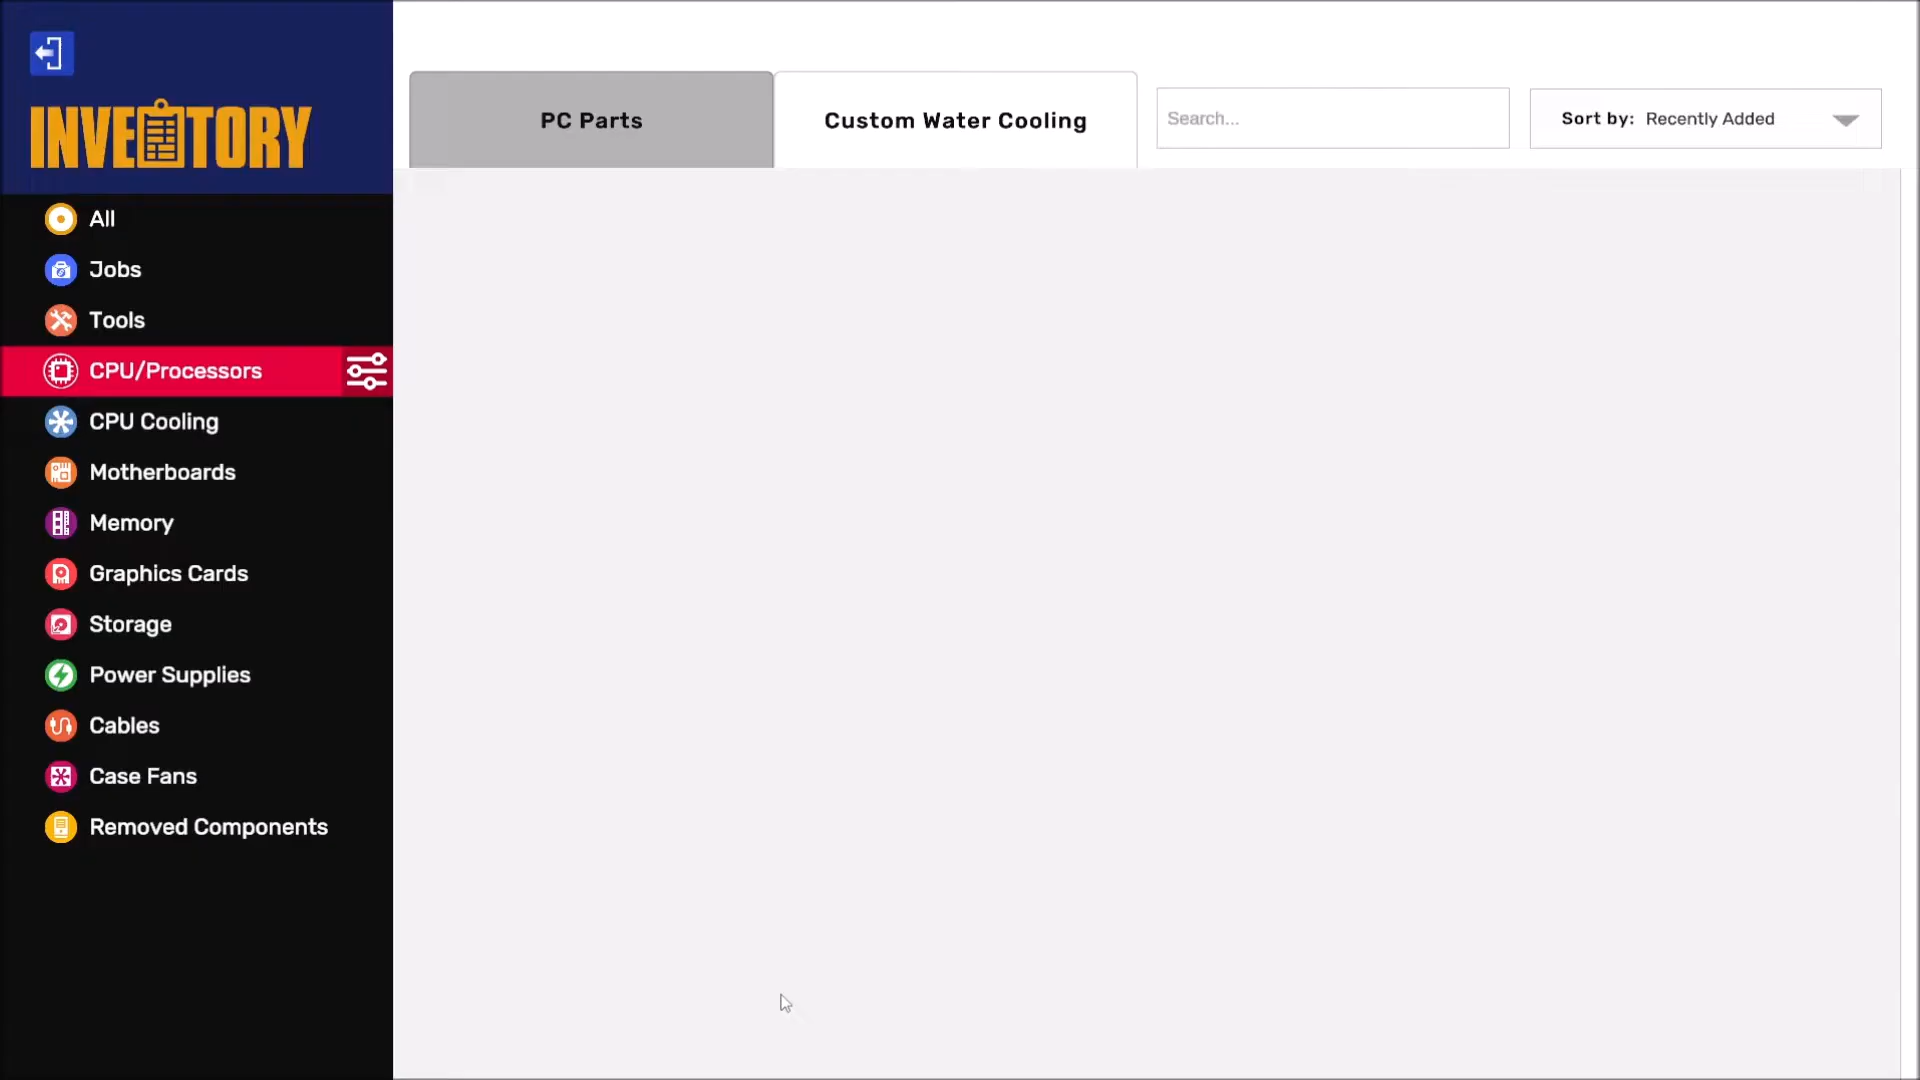 INVENTORY
PC Parts
Custom Water Cooling
Search...
Sort by: Recently Added
All
Jobs
Tools
CPU/Processors
CPU Cooling
Motherboards
Memory
Graphics Cards
Storage
Power Supplies
Cables
Case Fans
Removed Components